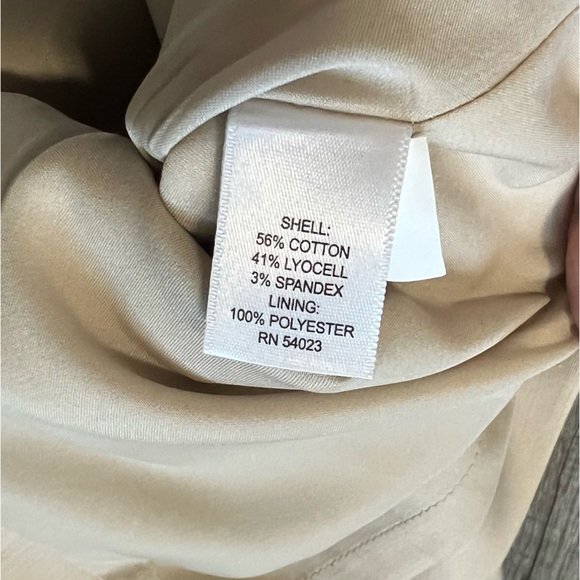 SHELL:
56% COTTON
41% LYOCELL
3% SPANDEX
LINING:
100% POLYESTER
RN 54023